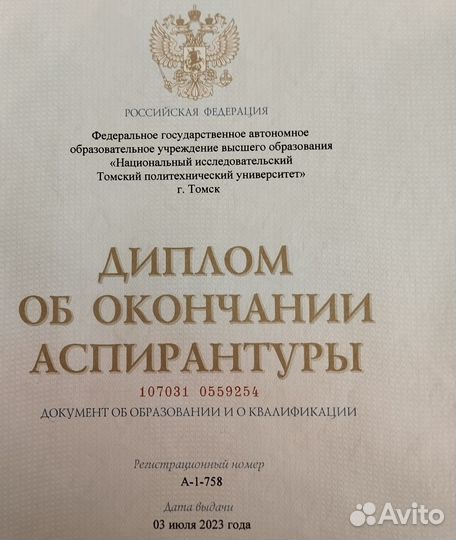 РОССИЙСКАЯ ФЕДЕРАЦИЯ
Федеральное государственное автономное
образовательное учреждение высшего образования
«Национальный исследовательский
Томский политехнический университет»
г. Томск
ДИПЛОМ
ОБ ОКОНЧАНИИ
АСПИРАНТУРЫ
107031 0559254
ДОКУМЕНТ ОБ ОБРАЗОВАНИИ И О КВАЛИФИКАЦИИ
Регистрационный номер
А-1-758
Дата выдачи
03 июля 2023 года
Avito